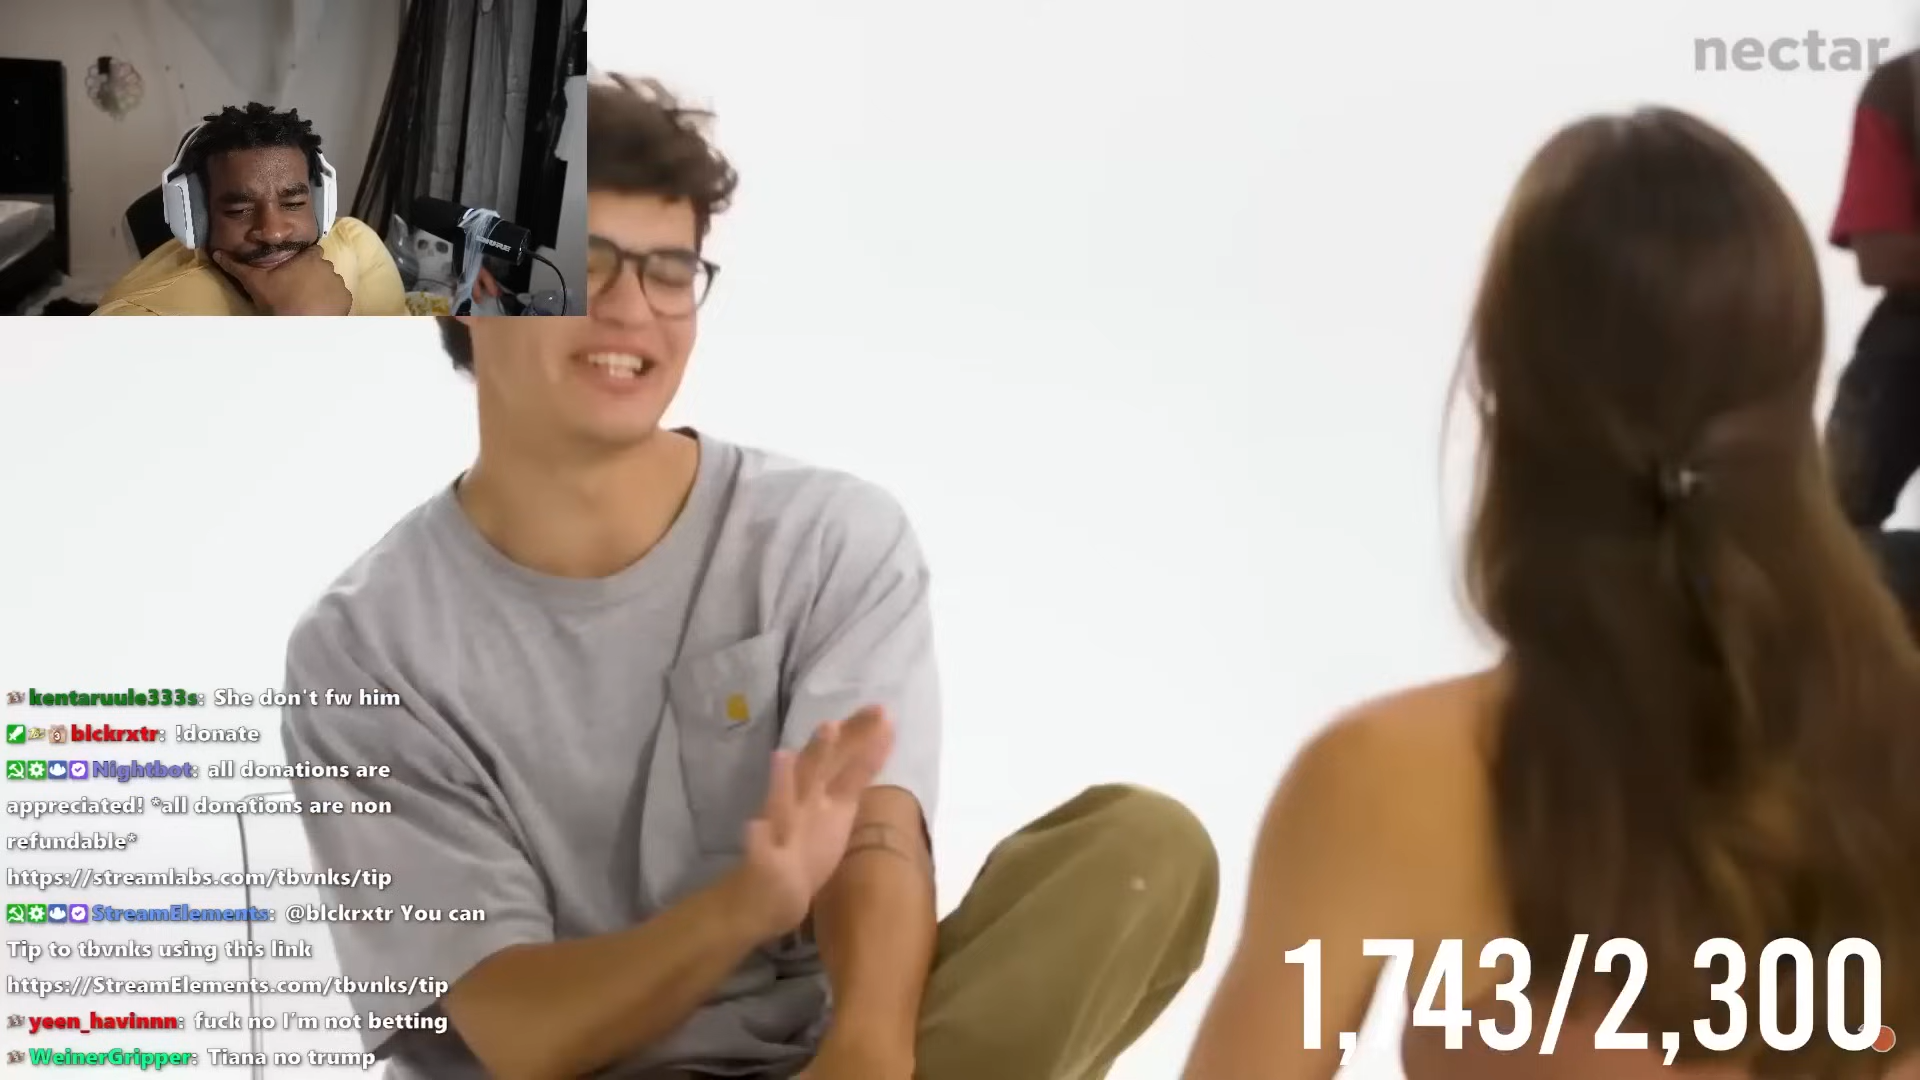 nectar
kentaruule333s: She don't fw him
blckrxtr: !donate
Nightbot: all donations are
appreciated! *all donations are non
refundable*
https://streamlabs.com/tbvnks/tip
StreamElements: @blckrxtr You can
Tip to tbvnks using this link
https://StreamElements.com/tbvnks/tip
yeen_havinnn: fuck no I'm not betting
WeinerGripper: Tiana no trump
1,743/2,300